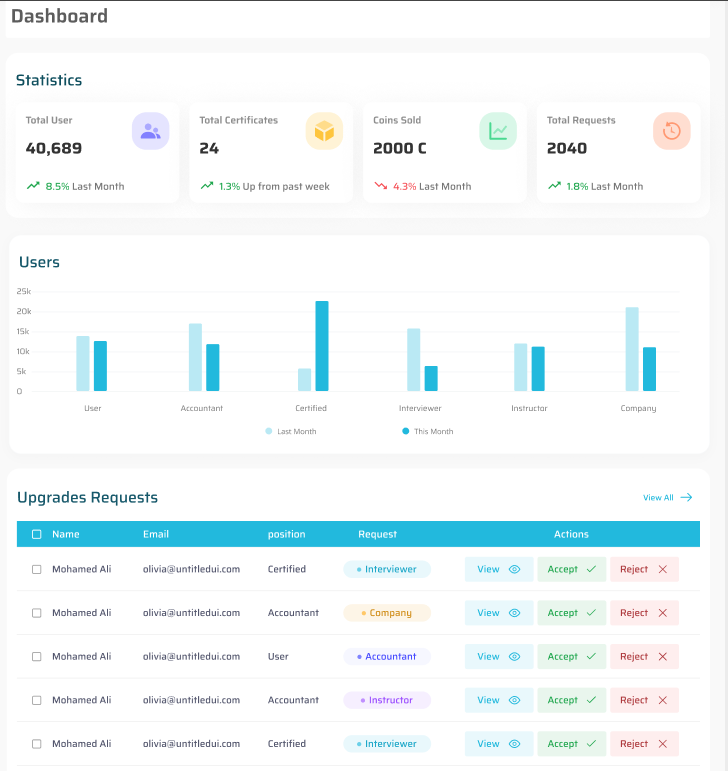 Dashboard
Statistics
Total User
40,689
8.5% Last Month
Total Certificates
24
1.3% Up from past week
Coins Sold
2000 C
4.3% Last Month
Total Requests
2040
1.8% Last Month
Users
25k
20k
15k
10k
5k
0
User Accountant Certified Interviewer Instructor Company
Last Month This Month
Upgrades Requests
View All
Name Email position Request Actions
Mohamed Ali olivia@untitledui.com Certified Interviewer View Accept Reject
Mohamed Ali olivia@untitledui.com Accountant Company View Accept Reject
Mohamed Ali olivia@untitledui.com User Accountant View Accept Reject
Mohamed Ali olivia@untitledui.com Accountant Instructor View Accept Reject
Mohamed Ali olivia@untitledui.com Certified Interviewer View Accept Reject